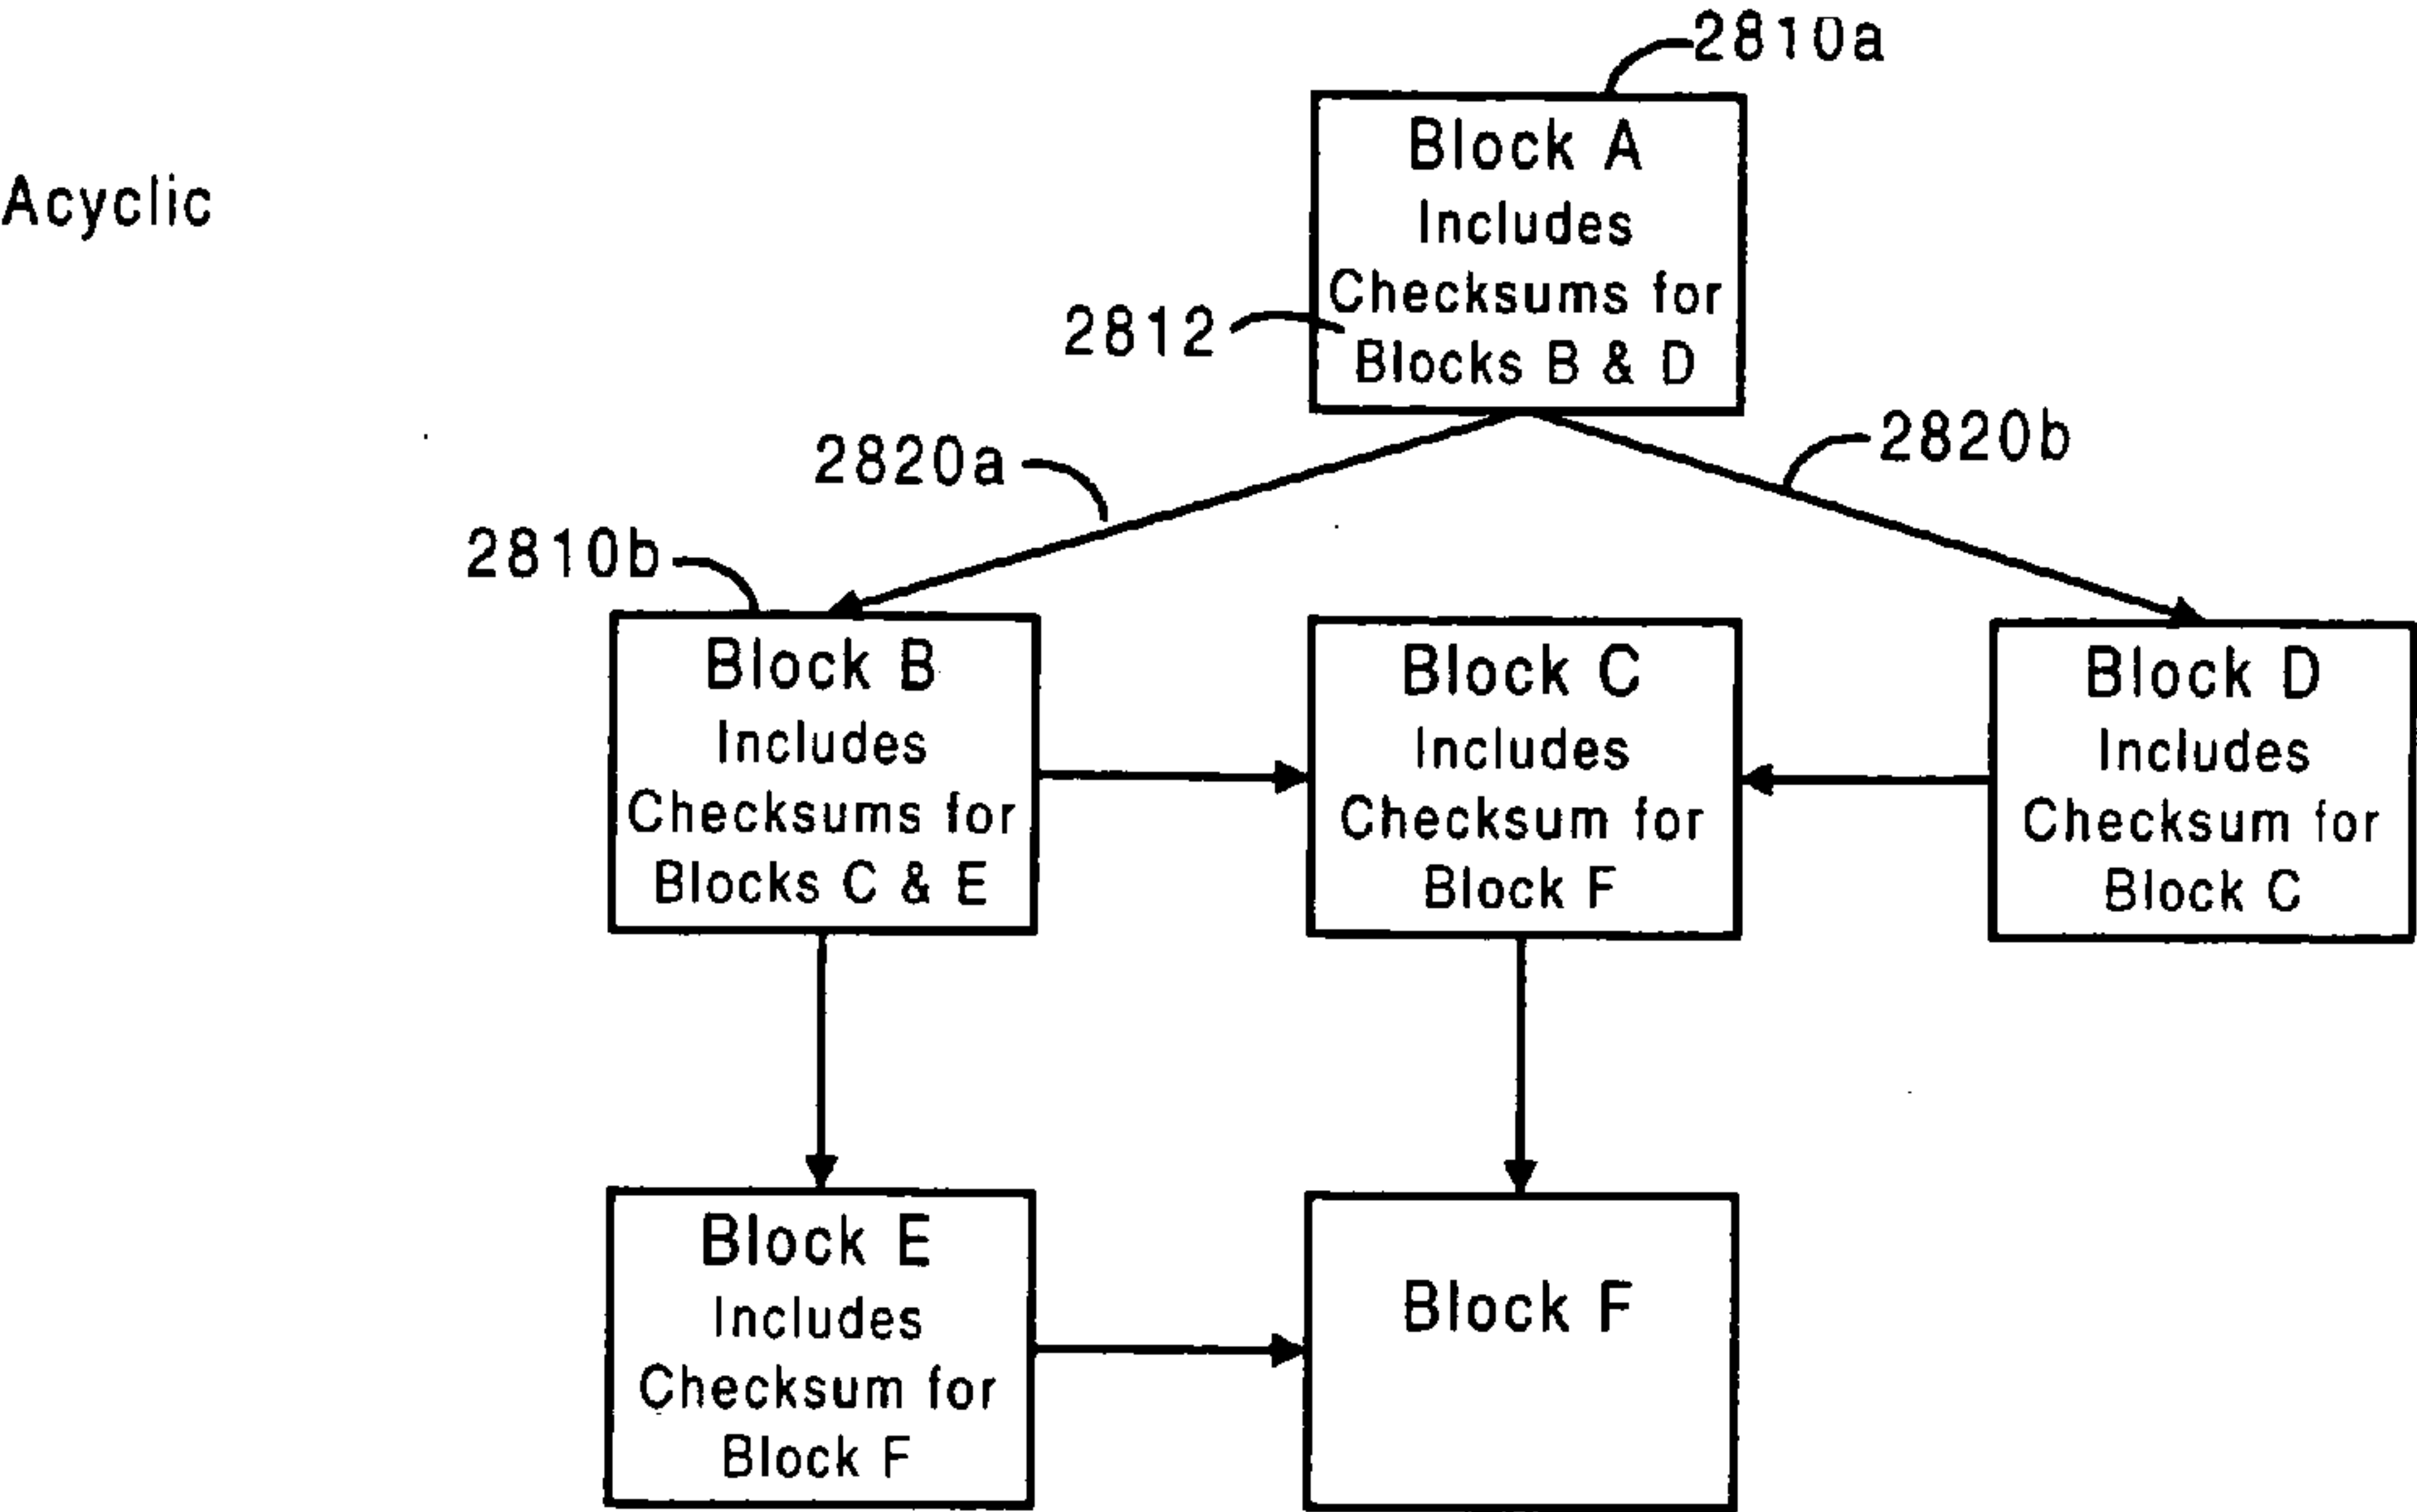 2810a
Acyclic
Block A
Includes
Checksums for
Blocks B & D
2812
2820a
2820b
2810b
Block B
Includes
Checksums for
Blocks C & E
Block C
Includes
Checksum for
Block F
Block D
Includes
Checksum for
Block C
Block E
Includes
Checksum for
Block F
Block F